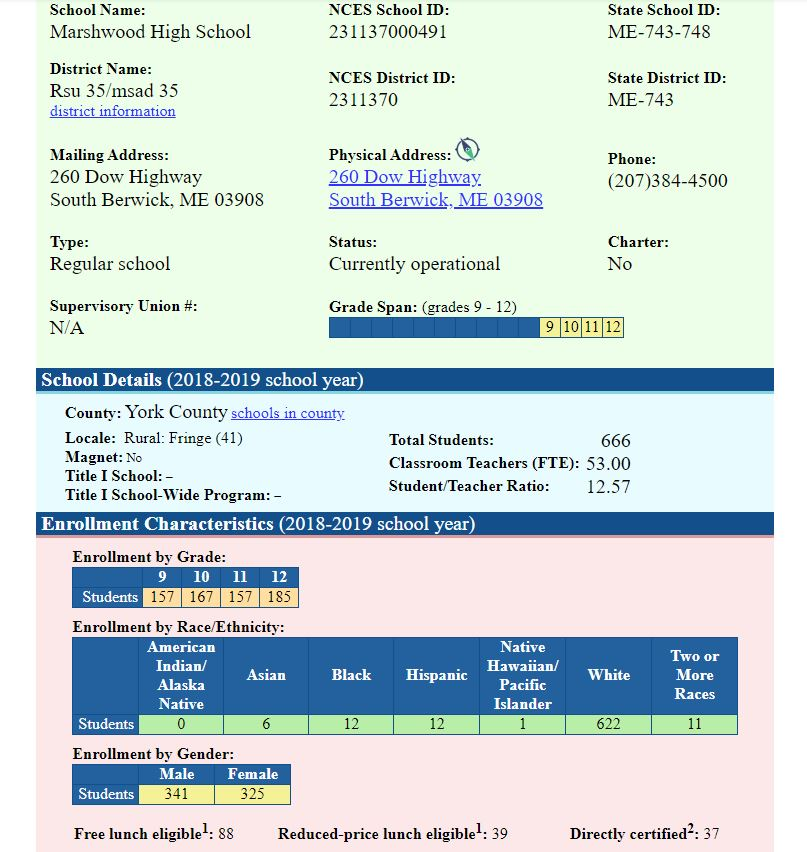 School Name: NCES School ID: State School ID:
Marshwood High School 231137000491 ME-743-748
District Name: NCES District ID: State District ID:
Rsu 35/msad 35 2311370 ME-743
district information
Mailing Address: Physical Address: Phone:
260 Dow Highway 260 Dow Highway (207)384-4500
South Berwick, ME 03908 South Berwick, ME 03908
Type: Status: Charter:
Regular school Currently operational No
Supervisory Union #: Grade Span: (grades 9 - 12)
N/A 9 10 11 12
School Details (2018-2019 school year)
County: York County schools in county
Locale: Rural: Fringe (41) Total Students: 666
Magnet: No Classroom Teachers (FTE): 53.00
Title I School: – Student/Teacher Ratio: 12.57
Title I School-Wide Program: –
Enrollment Characteristics (2018-2019 school year)
Enrollment by Grade:
9 10 11 12
Students 157 167 157 185
Enrollment by Race/Ethnicity:
American Indian/ Alaska Native Asian Black Hispanic Native Hawaiian/ Pacific Islander White Two or More Races
Students 0 6 12 12 1 622 11
Enrollment by Gender:
Male Female
Students 341 325
Free lunch eligible1: 88 Reduced-price lunch eligible1: 39 Directly certified2: 37